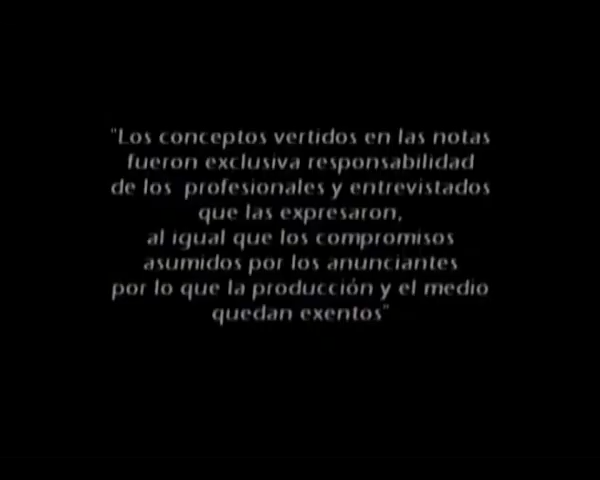 "Los conceptos vertidos en las notas
fueron exclusiva responsabilidad
de los profesionales y entrevistados
que las expresaron,
al igual que los compromisos
asumidos por los anunciantes
por lo que la producción y el medio
quedan exentos"